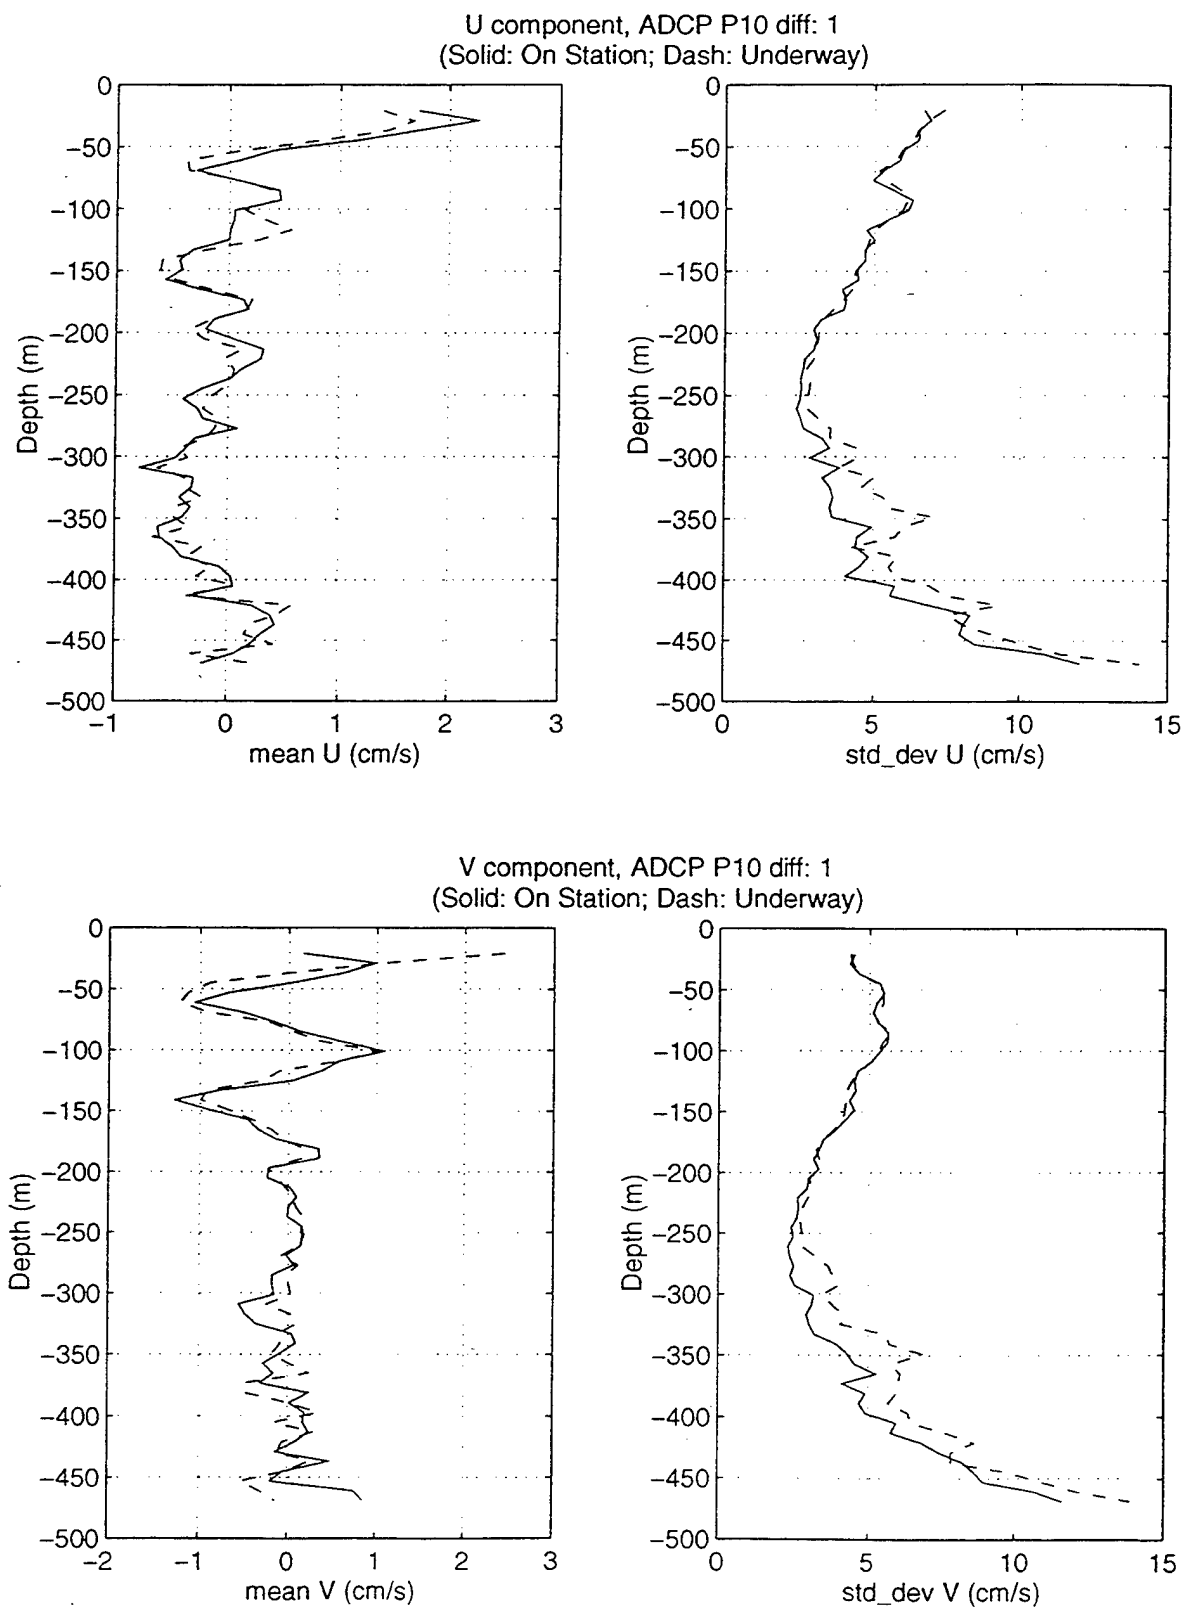 U component, ADCP P10 diff: 1
(Solid: On Station; Dash: Underway)
0
−50
−100
−150
−200
−250
−300
−350
−400
−450
−500
Depth (m)
−1 0 1 2 3
mean U (cm/s)
0
−50
−100
−150
−200
−250
−300
−350
−400
−450
−500
Depth (m)
0 5 10 15
std_dev U (cm/s)
V component, ADCP P10 diff: 1
(Solid: On Station; Dash: Underway)
0
−50
−100
−150
−200
−250
−300
−350
−400
−450
−500
Depth (m)
−2 −1 0 1 2 3
mean V (cm/s)
0
−50
−100
−150
−200
−250
−300
−350
−400
−450
−500
Depth (m)
0 5 10 15
std_dev V (cm/s)